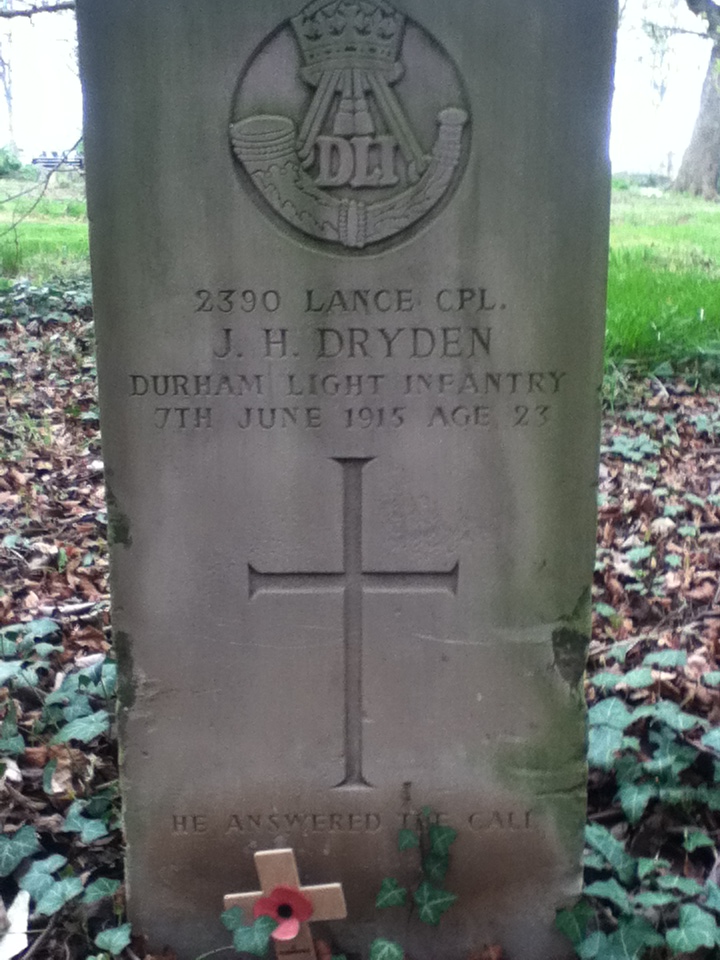 DLI
2390 LANCE CPL.
J. H. DRYDEN
DURHAM LIGHT INFANTRY
7TH JUNE 1915 AGE 23
HE ANSWERED THE CALL